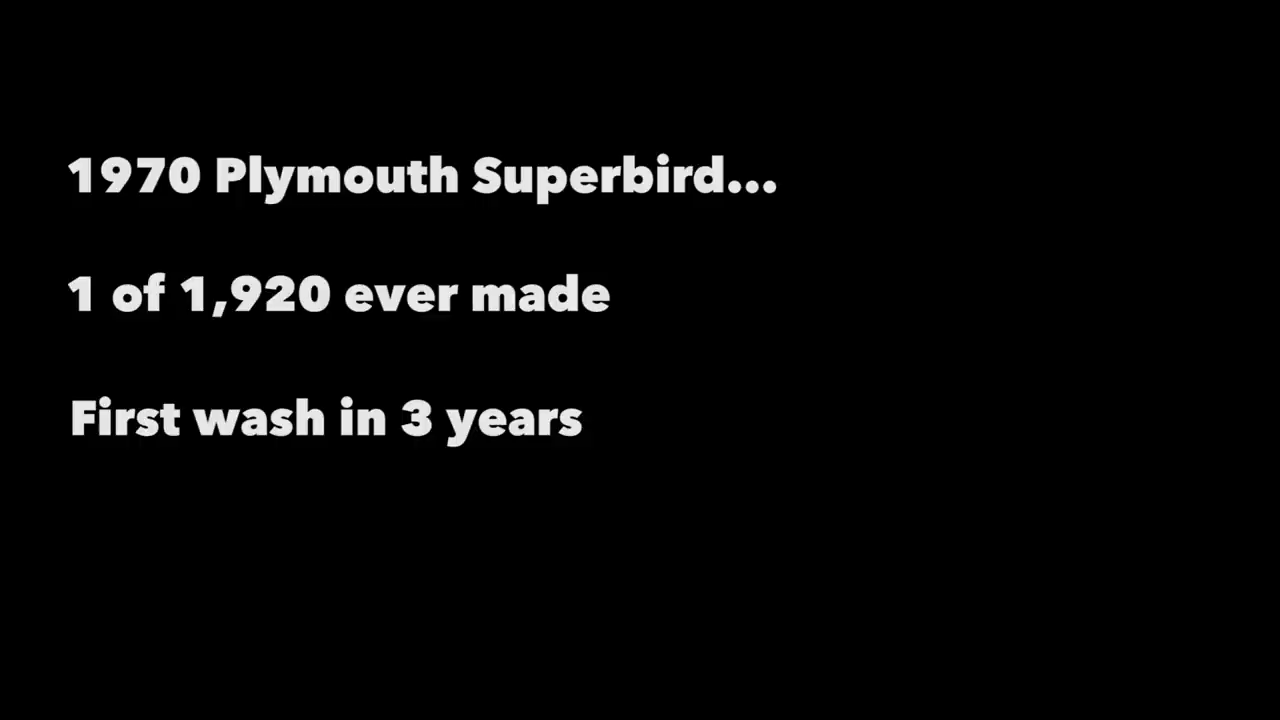 1970 Plymouth Superbird...
1 of 1,920 ever made
First wash in 3 years